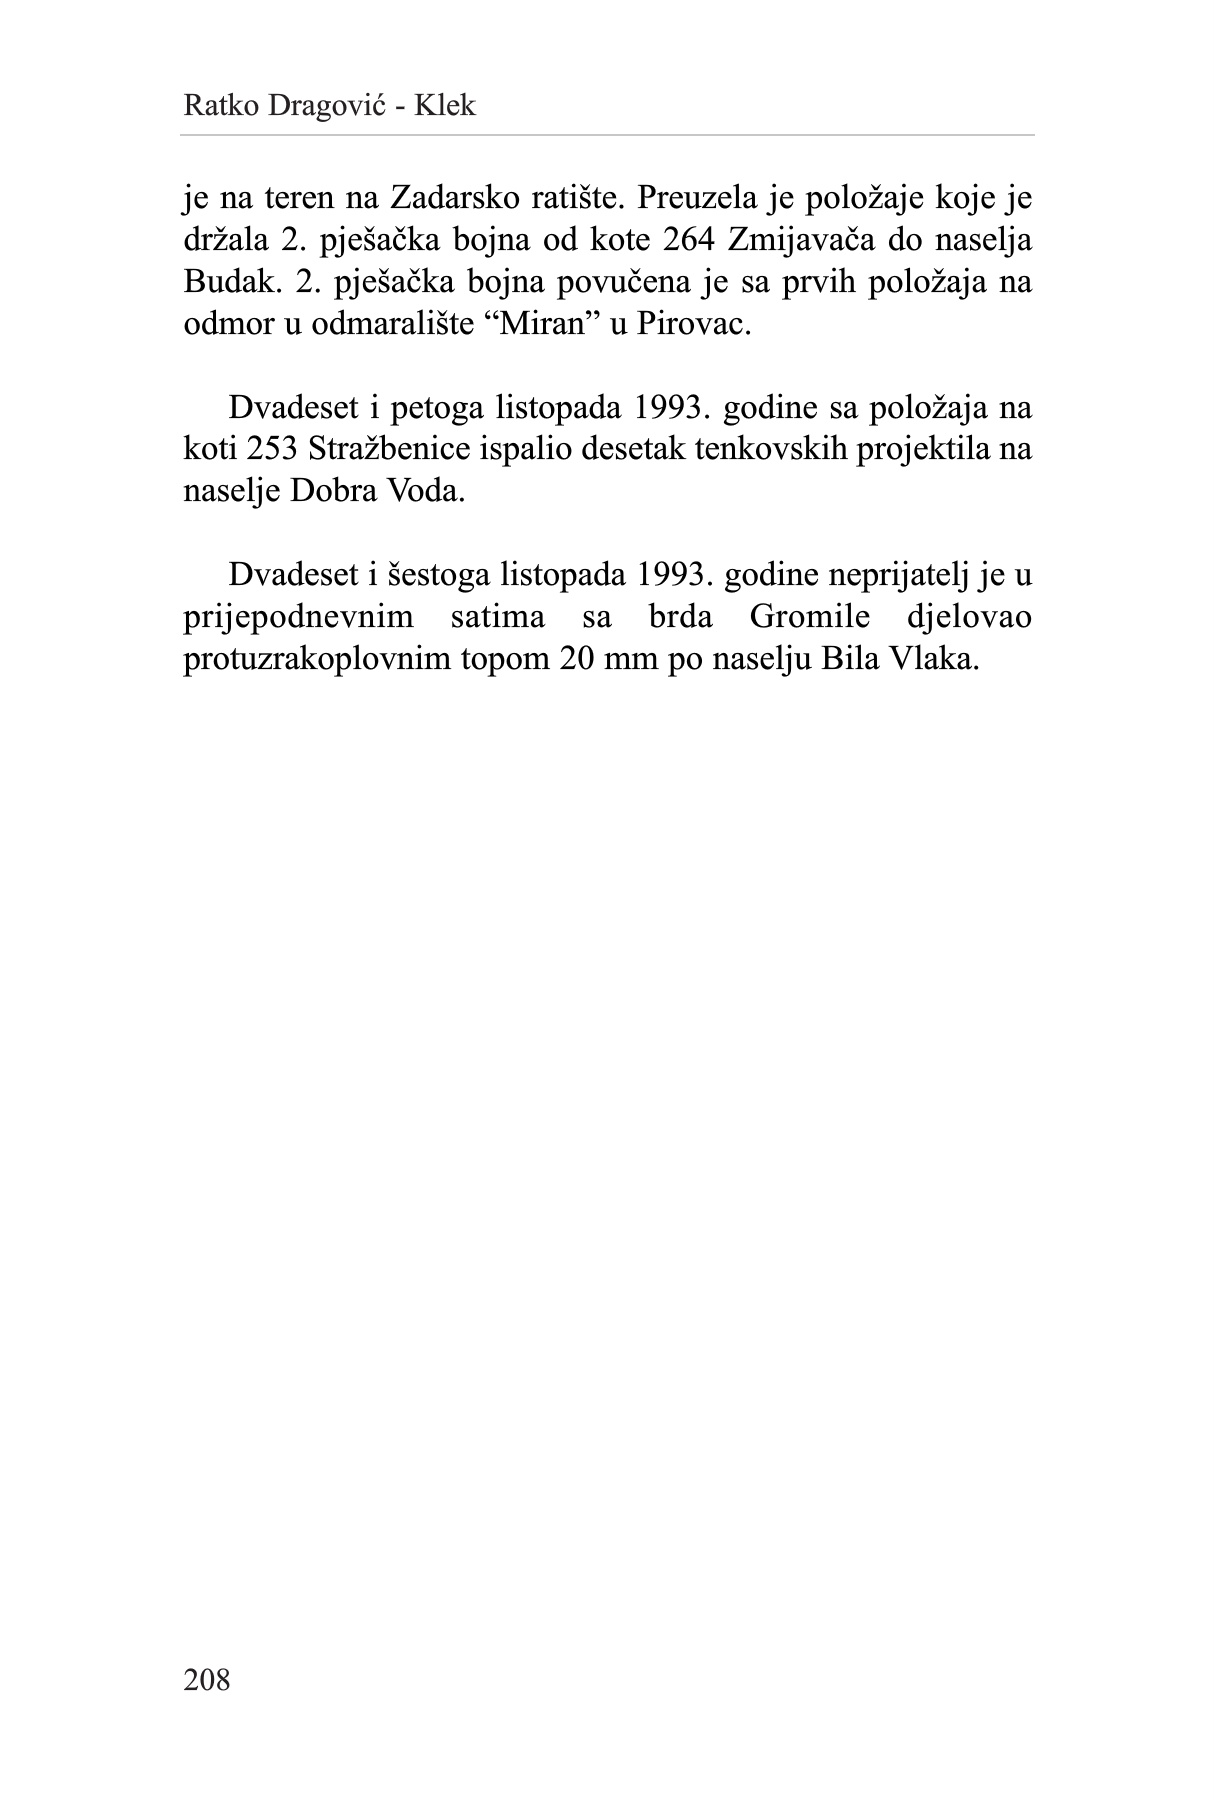 Ratko Dragović - Klek
je na teren na Zadarsko ratište. Preuzela je položaje koje je
držala 2. pješačka bojna od kote 264 Zmijavača do naselja
Budak. 2. pješačka bojna povučena je sa prvih položaja na
odmor u odmaralište “Miran” u Pirovac.
Dvadeset i petoga listopada 1993. godine sa položaja na
koti 253 Stražbenice ispalio desetak tenkovskih projektila na
naselje Dobra Voda.
Dvadeset i šestoga listopada 1993. godine neprijatelj je u
prijepodnevnim satima sa brda Gromile djelovao
protuzrakoplovnim topom 20 mm po naselju Bila Vlaka.
208